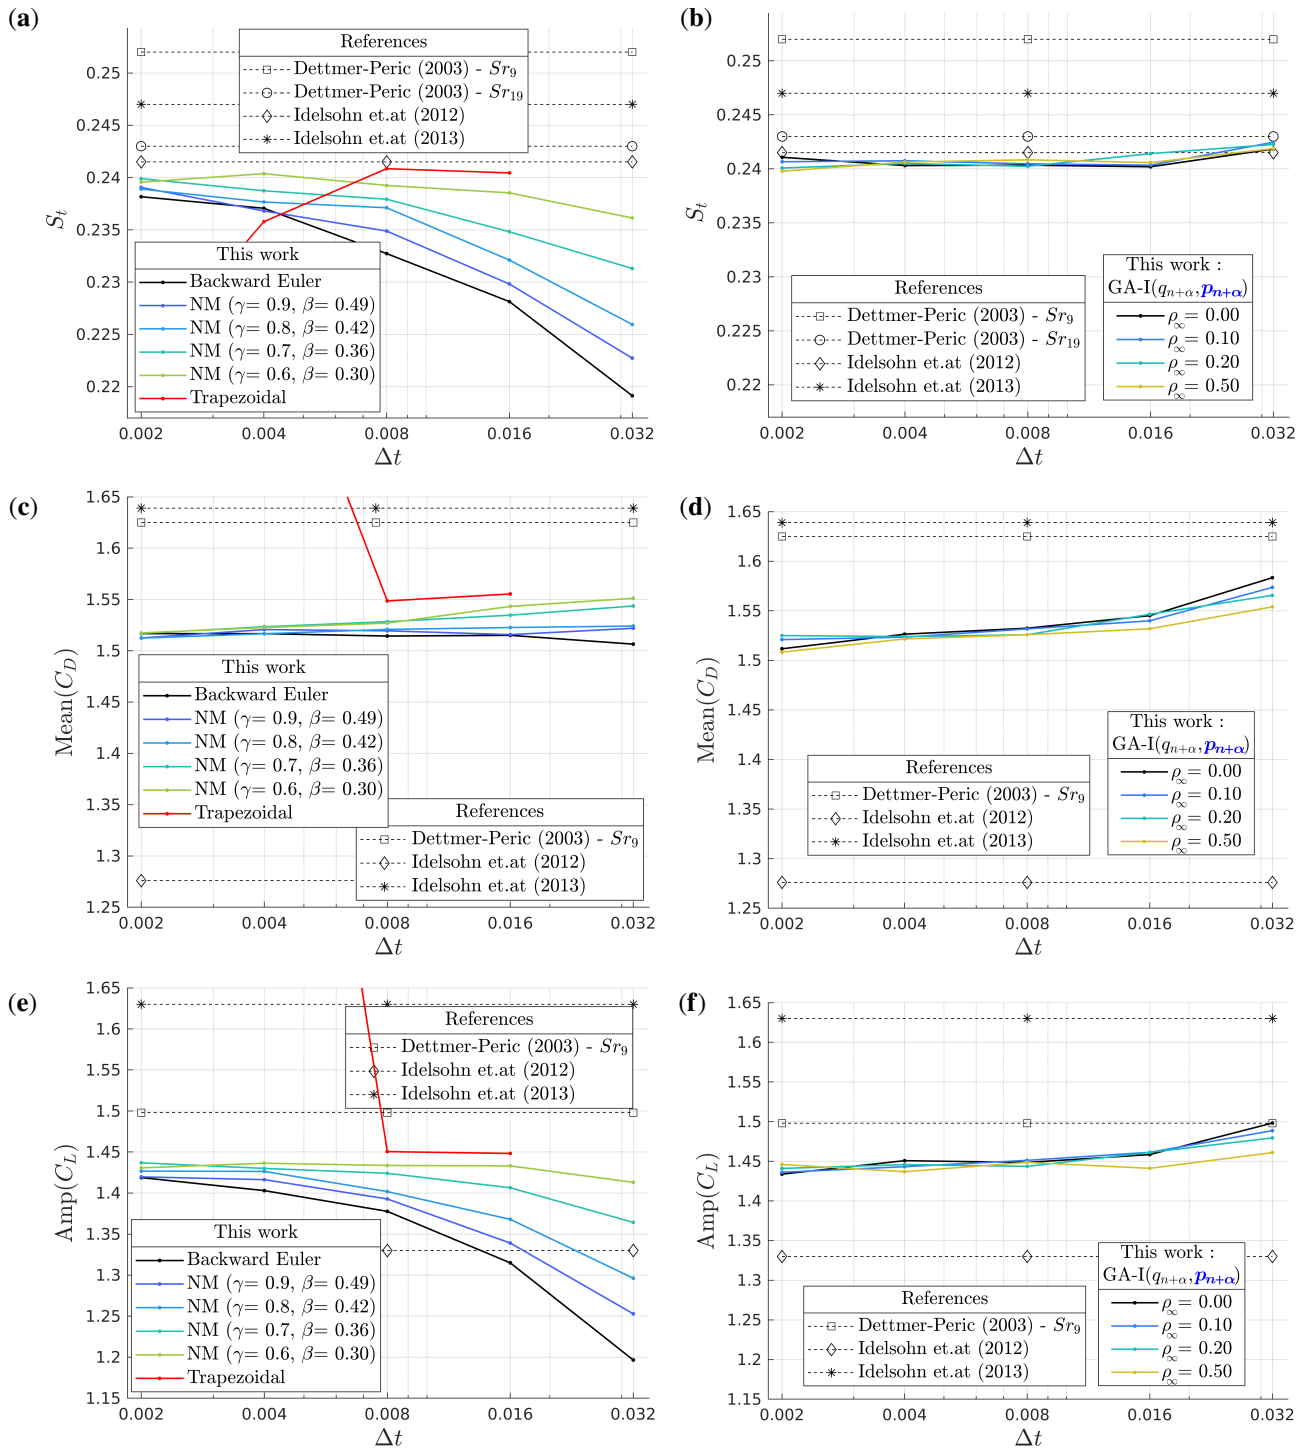 (a)
References
Dettmer-Peric (2003) - Sr₉
Dettmer-Peric (2003) - Sr₁₉
Idelsohn et.at (2012)
Idelsohn et.at (2013)
0.25
0.245
0.24
0.235
0.23
0.225
0.22
S_t
This work
Backward Euler
NM (γ= 0.9, β= 0.49)
NM (γ= 0.8, β= 0.42)
NM (γ= 0.7, β= 0.36)
NM (γ= 0.6, β= 0.30)
Trapezoidal
0.002 0.004 0.008 0.016 0.032
Δt
(b)
0.25
0.245
0.24
0.235
0.23
0.225
0.22
S_t
References
Dettmer-Peric (2003) - Sr₉
Dettmer-Peric (2003) - Sr₁₉
Idelsohn et.at (2012)
Idelsohn et.at (2013)
This work :
GA-I(qₙ₊α,pₙ₊α)
ρ∞= 0.00
ρ∞= 0.10
ρ∞= 0.20
ρ∞= 0.50
0.002 0.004 0.008 0.016 0.032
Δt
(c)
1.65
1.6
1.55
1.5
1.45
1.4
1.35
1.3
1.25
Mean(C_D)
This work
Backward Euler
NM (γ= 0.9, β= 0.49)
NM (γ= 0.8, β= 0.42)
NM (γ= 0.7, β= 0.36)
NM (γ= 0.6, β= 0.30)
Trapezoidal
References
Dettmer-Peric (2003) - Sr₉
Idelsohn et.at (2012)
Idelsohn et.at (2013)
0.002 0.004 0.008 0.016 0.032
Δt
(d)
1.65
1.6
1.55
1.5
1.45
1.4
1.35
1.3
1.25
Mean(C_D)
References
Dettmer-Peric (2003) - Sr₉
Idelsohn et.at (2012)
Idelsohn et.at (2013)
This work :
GA-I(qₙ₊α,pₙ₊α)
ρ∞= 0.00
ρ∞= 0.10
ρ∞= 0.20
ρ∞= 0.50
0.002 0.004 0.008 0.016 0.032
Δt
(e)
1.65
1.6
1.55
1.5
1.45
1.4
1.35
1.3
1.25
1.2
1.15
Amp(C_L)
References
Dettmer-Peric (2003) - Sr₉
Idelsohn et.at (2012)
Idelsohn et.at (2013)
This work
Backward Euler
NM (γ= 0.9, β= 0.49)
NM (γ= 0.8, β= 0.42)
NM (γ= 0.7, β= 0.36)
NM (γ= 0.6, β= 0.30)
Trapezoidal
0.002 0.004 0.008 0.016 0.032
Δt
(f)
1.65
1.6
1.55
1.5
1.45
1.4
1.35
1.3
1.25
1.2
1.15
Amp(C_L)
References
Dettmer-Peric (2003) - Sr₉
Idelsohn et.at (2012)
Idelsohn et.at (2013)
This work :
GA-I(qₙ₊α,pₙ₊α)
ρ∞= 0.00
ρ∞= 0.10
ρ∞= 0.20
ρ∞= 0.50
0.002 0.004 0.008 0.016 0.032
Δt